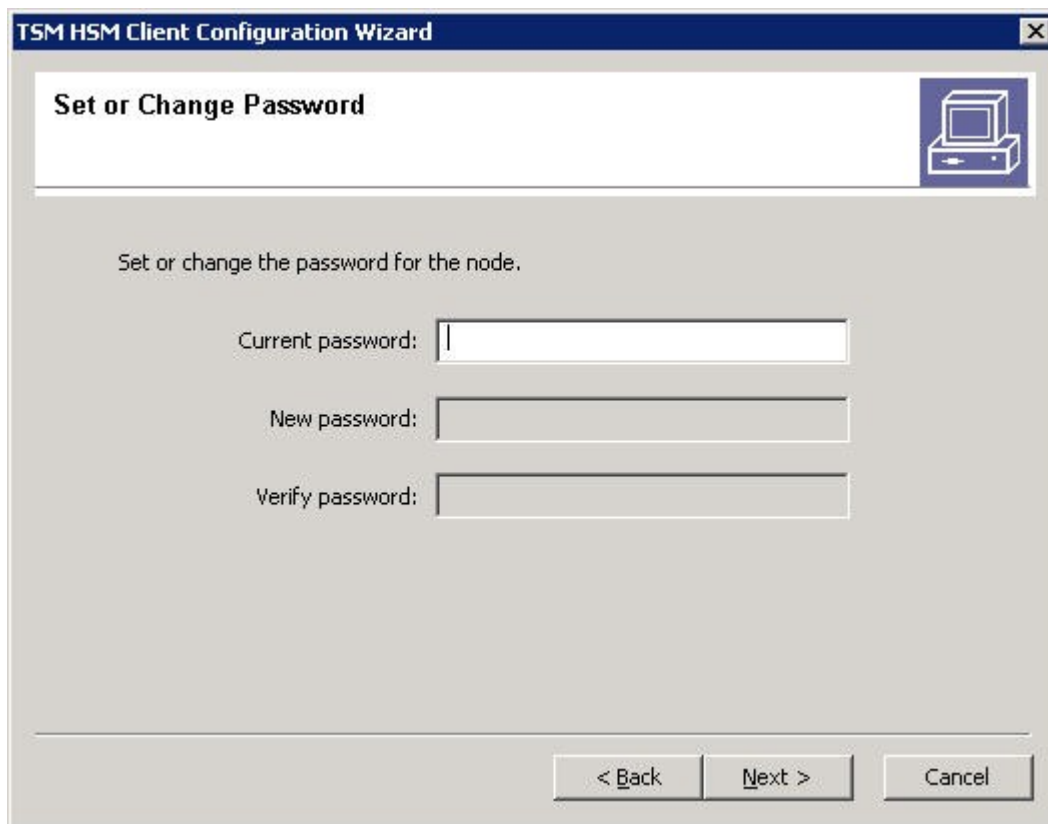 TSM HSM Client Configuration Wizard
Set or Change Password
Set or change the password for the node.
Current password:
New password:
Verify password:
< Back Next > Cancel